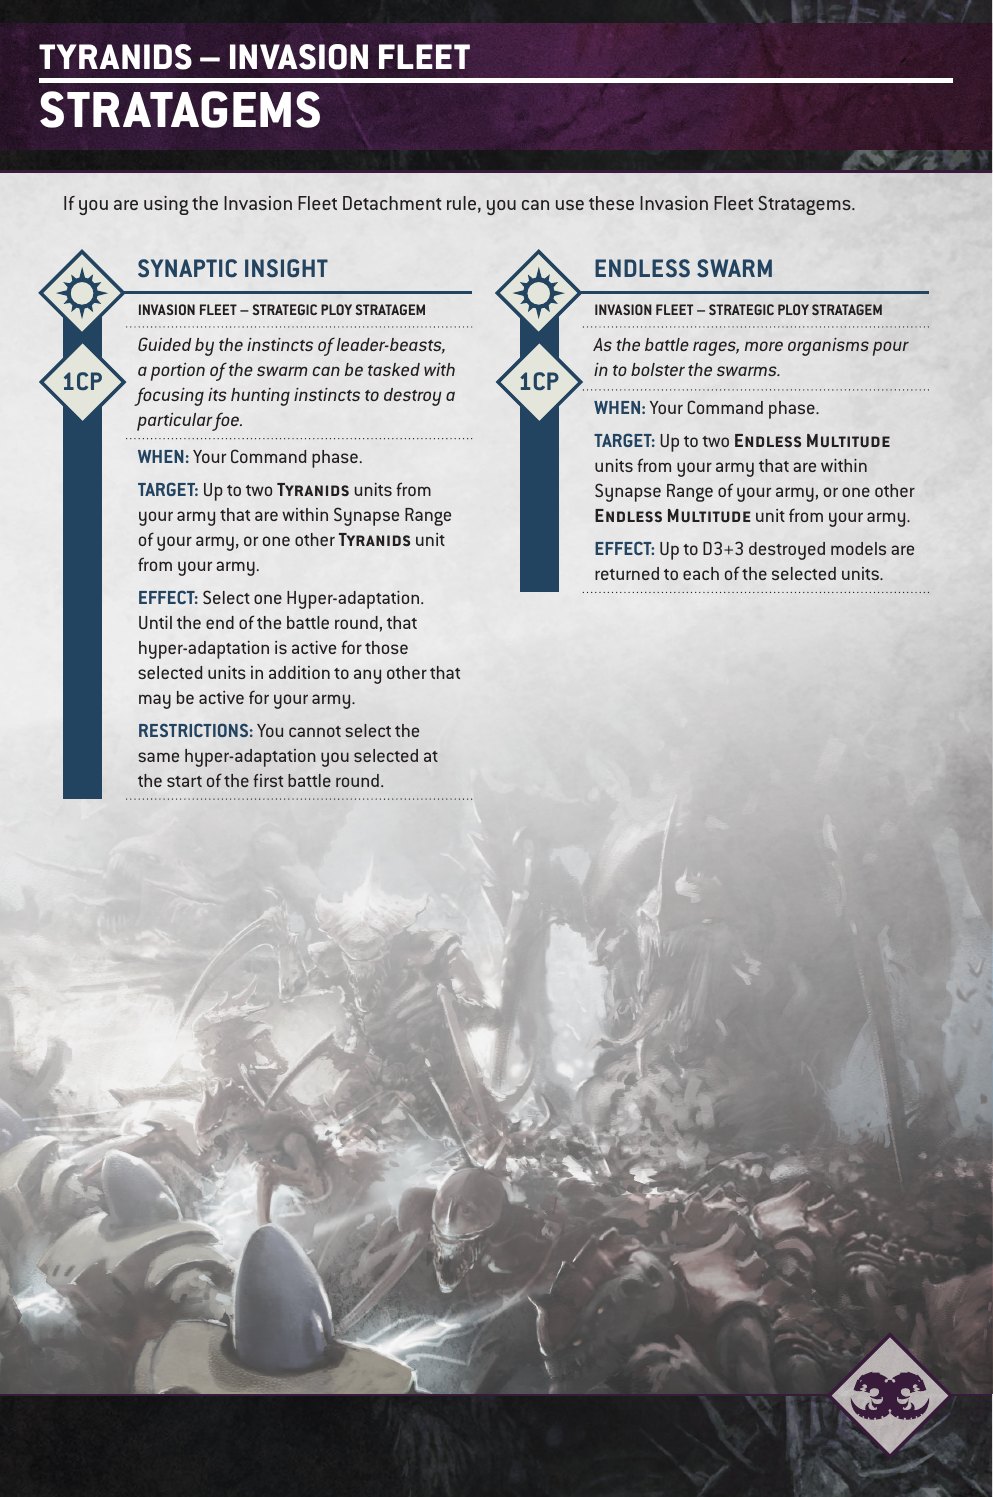 TYRANIDS – INVASION FLEET
STRATAGEMS
If you are using the Invasion Fleet Detachment rule, you can use these Invasion Fleet Stratagems.
SYNAPTIC INSIGHT
INVASION FLEET – STRATEGIC PLOY STRATAGEM
1CP
Guided by the instincts of leader-beasts,
a portion of the swarm can be tasked with
focusing its hunting instincts to destroy a
particular foe.
WHEN: Your Command phase.
TARGET: Up to two TYRANIDS units from
your army that are within Synapse Range
of your army, or one other TYRANIDS unit
from your army.
EFFECT: Select one Hyper-adaptation.
Until the end of the battle round, that
hyper-adaptation is active for those
selected units in addition to any other that
may be active for your army.
RESTRICTIONS: You cannot select the
same hyper-adaptation you selected at
the start of the first battle round.
ENDLESS SWARM
INVASION FLEET – STRATEGIC PLOY STRATAGEM
1CP
As the battle rages, more organisms pour
in to bolster the swarms.
WHEN: Your Command phase.
TARGET: Up to two ENDLESS MULTITUDE
units from your army that are within
Synapse Range of your army, or one other
ENDLESS MULTITUDE unit from your army.
EFFECT: Up to D3+3 destroyed models are
returned to each of the selected units.